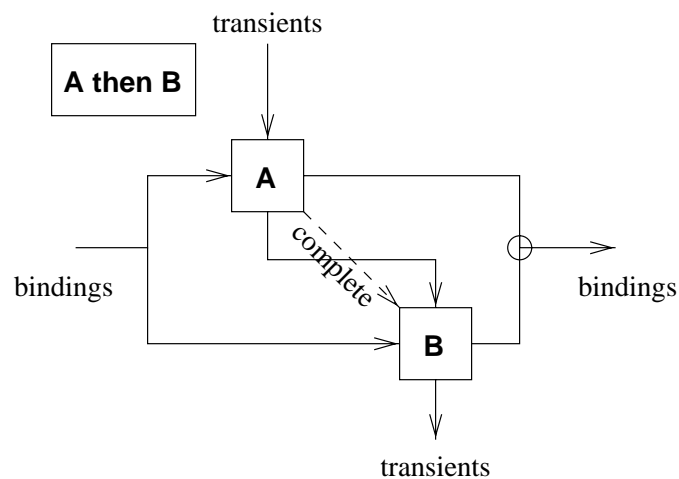 transients
A then B
A
complete
bindings
bindings
B
transients